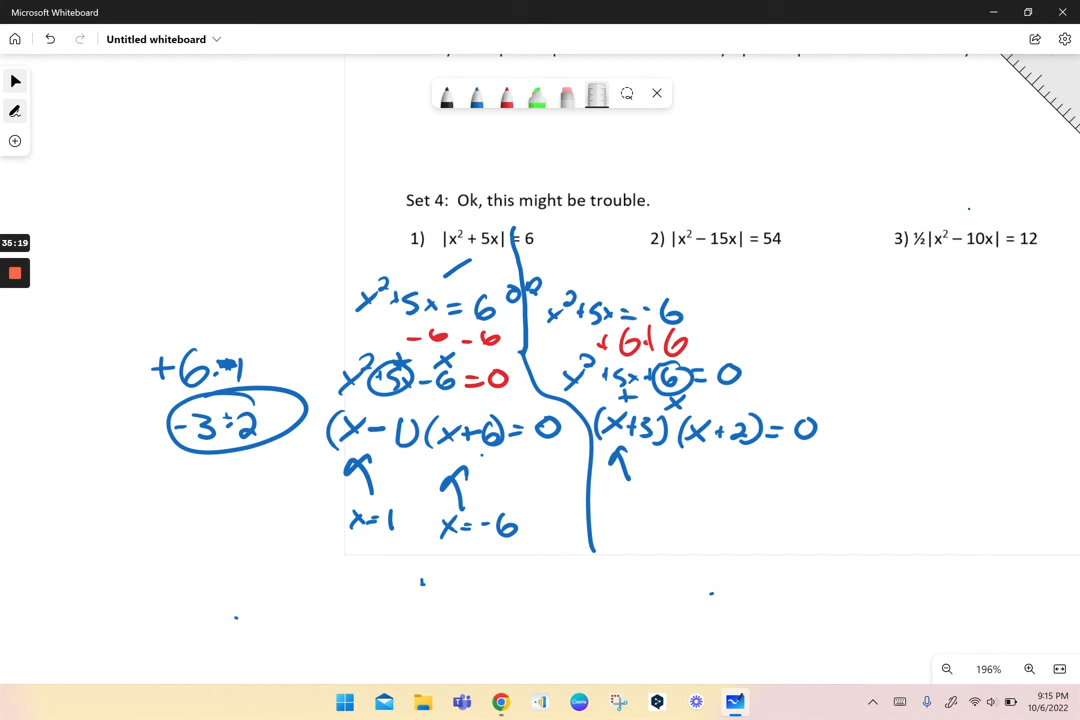 Microsoft Whiteboard
Untitled whiteboard
Set 4: Ok, this might be trouble.
1) |x² + 5x| = 6
2) |x² – 15x| = 54
3) ½|x² – 10x| = 12
35:19
x²+5x = 6 or x²+5x = -6
-6 -6 +6 +6
+6·-1
x²+5x-6=0 x²+5x+6=0
+ x + x
-3 ÷ 2
(x-1)(x+6)=0 (x+3)(x+2)=0
x=1 x=-6
196%
9:15 PM
10/6/2022